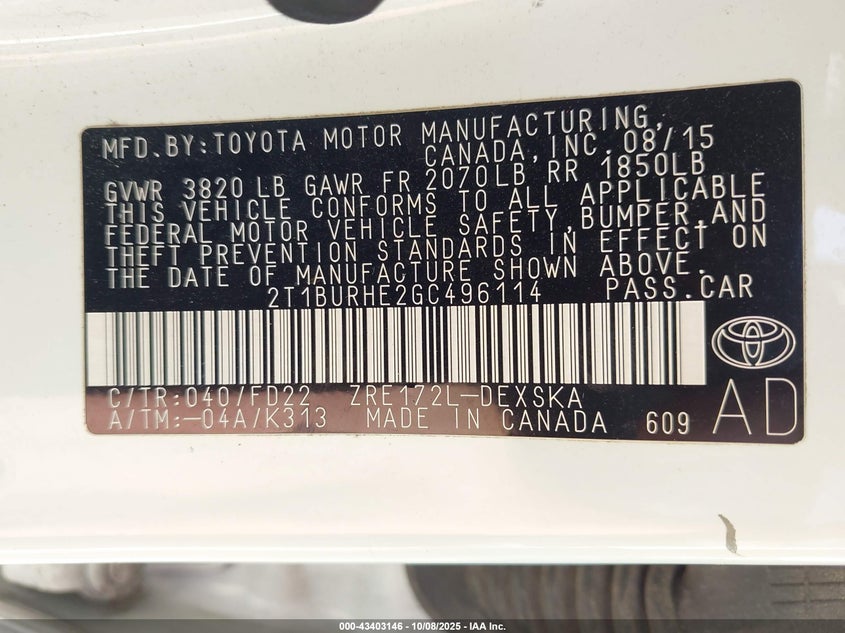 MFD.BY:TOYOTA MOTOR MANUFACTURING,
CANADA,INC.08/15
GVWR 3820 LB GAWR FR 2070LB RR 1850LB
THIS VEHICLE CONFORMS TO ALL APPLICABLE
FEDERAL MOTOR VEHICLE SAFETY,BUMPER,AND
THEFT PREVENTION STANDARDS IN EFFECT ON
THE DATE OF MANUFACTURE SHOWN ABOVE.
2T1BURHE2GC496114 PASS.CAR
C/TR:040/FD22 ZRE172L-DEXSKA
A/TM:-04A/K313 MADE IN CANADA 609
AD
000-43403146 - 10/08/2025 - IAA Inc.